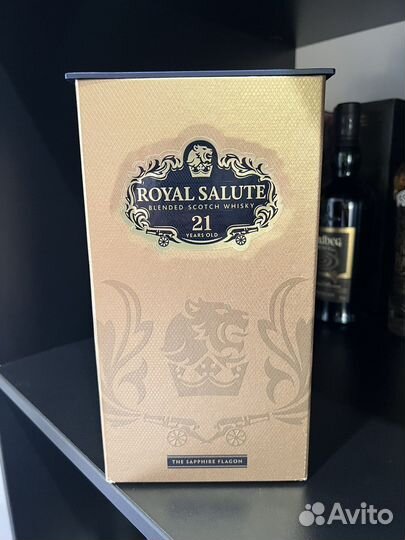 ROYAL SALUTE
BLENDED SCOTCH WHISKY
21
YEARS OLD
THE SAPPHIRE FLAGON
Avito